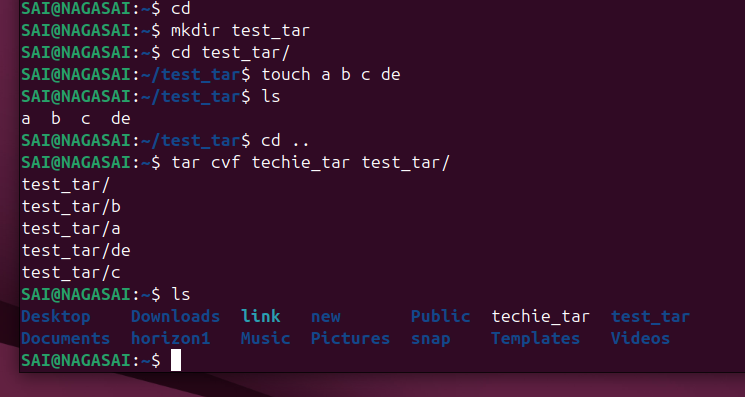 SAI@NAGASAI:~$ cd
SAI@NAGASAI:~$ mkdir test_tar
SAI@NAGASAI:~$ cd test_tar/
SAI@NAGASAI:~/test_tar$ touch a b c de
SAI@NAGASAI:~/test_tar$ ls
a  b  c  de
SAI@NAGASAI:~/test_tar$ cd ..
SAI@NAGASAI:~$ tar cvf techie_tar test_tar/
test_tar/
test_tar/b
test_tar/a
test_tar/de
test_tar/c
SAI@NAGASAI:~$ ls
Desktop    Downloads  link   new       Public  techie_tar  test_tar
Documents  horizon1   Music  Pictures  snap    Templates   Videos
SAI@NAGASAI:~$